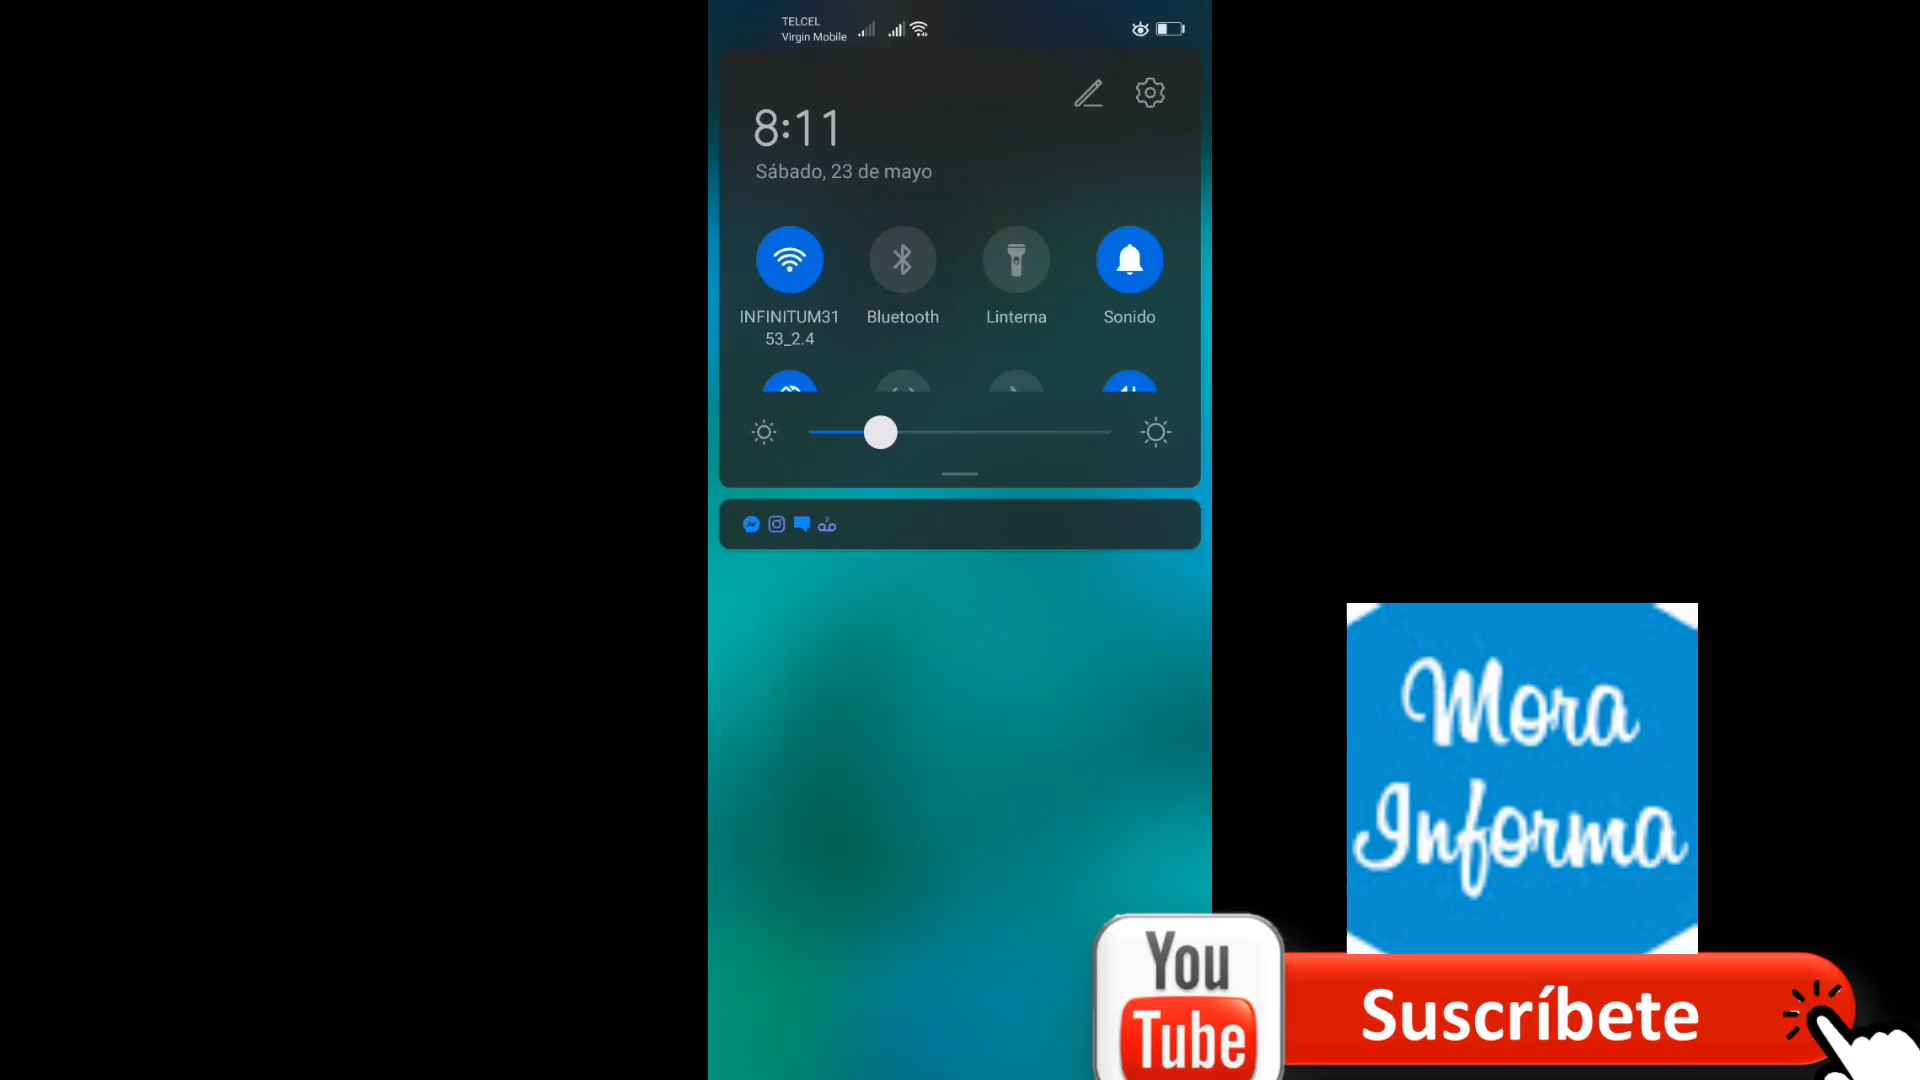 TELCEL
Virgin Mobile
8:11
Sábado, 23 de mayo
INFINITUM31
53_2.4
Bluetooth
Linterna
Sonido
Mora
Informa
You
Tube
Suscríbete